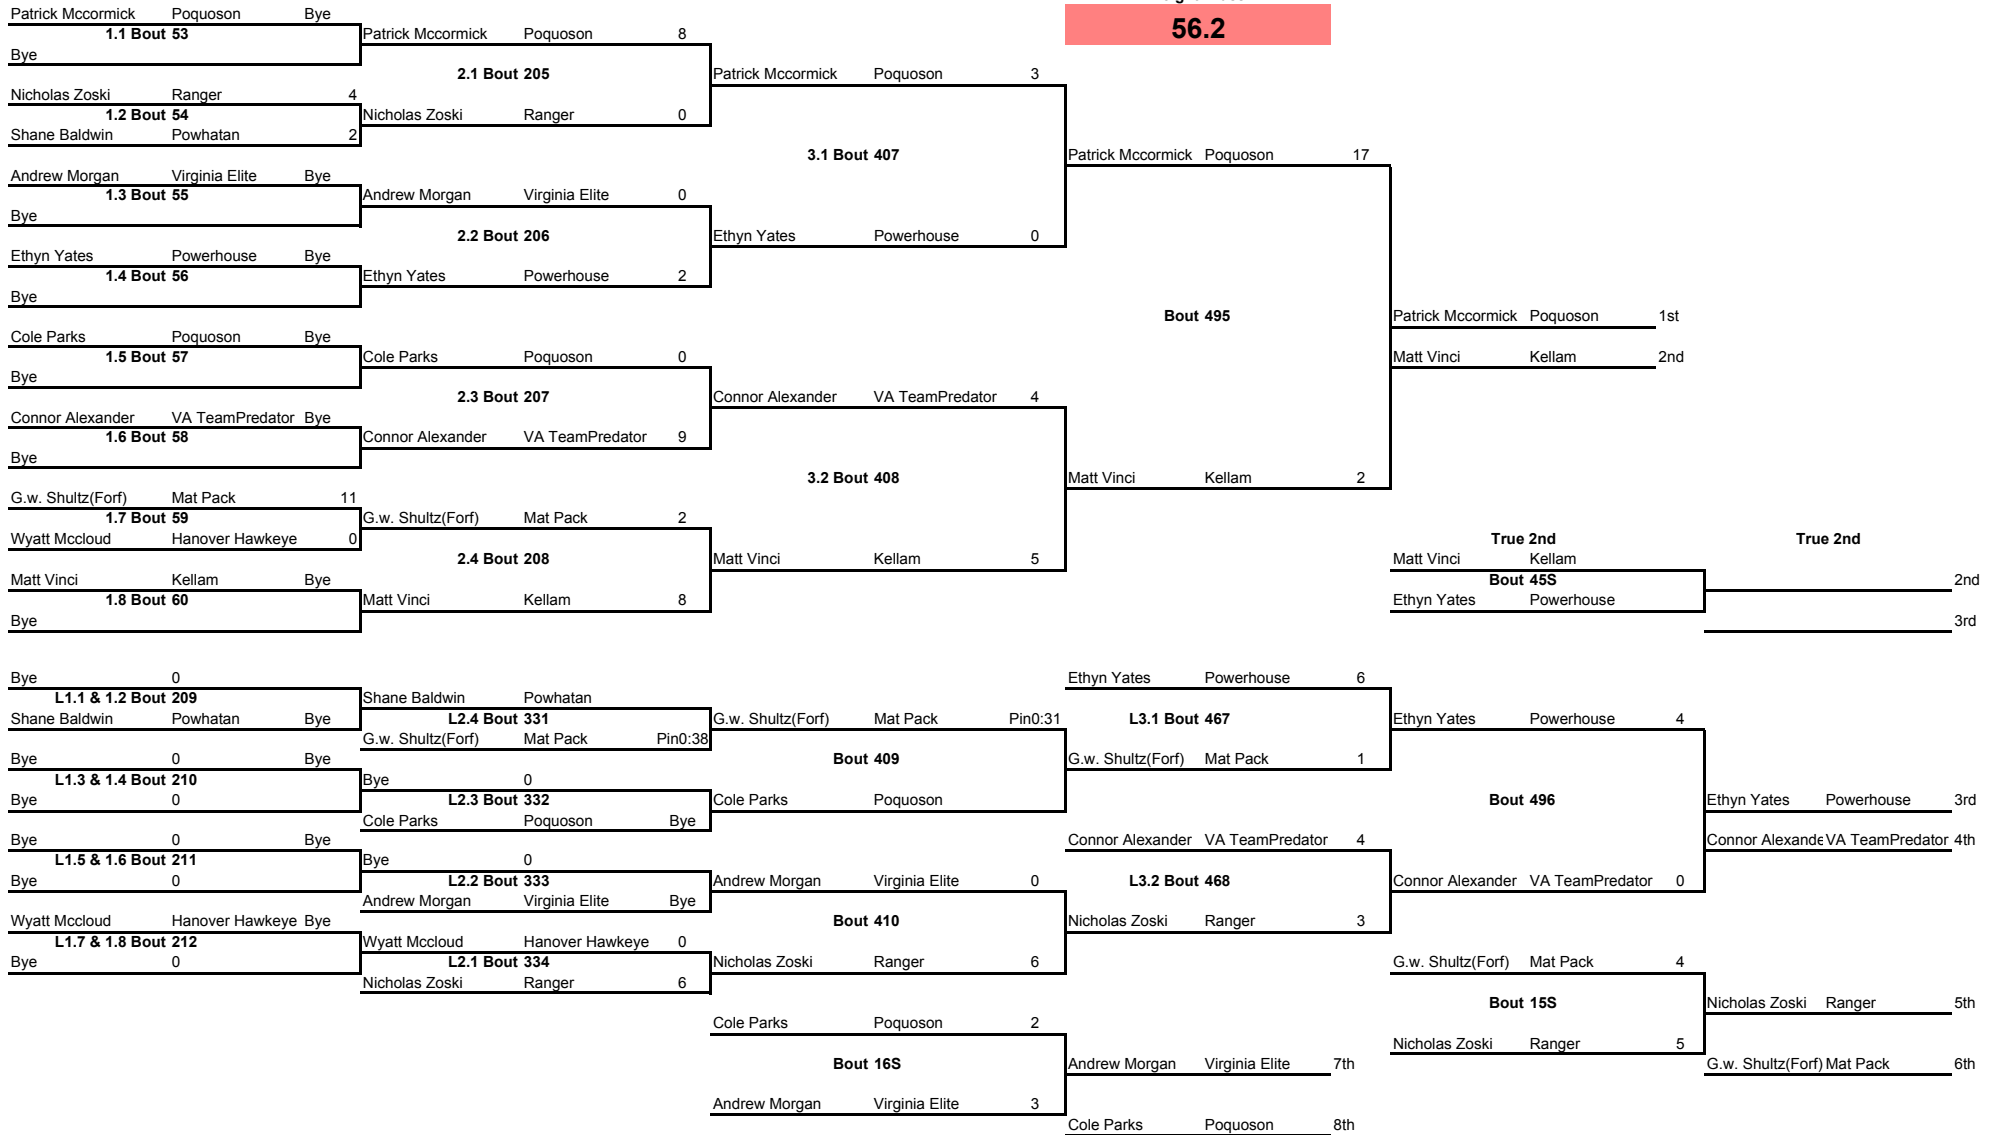 56.2
Patrick Mccormick Poquoson Bye
1.1 Bout 53
Bye
Nicholas Zoski Ranger 4
1.2 Bout 54
Shane Baldwin Powhatan 2
Andrew Morgan Virginia Elite Bye
1.3 Bout 55
Bye
Ethyn Yates Powerhouse Bye
1.4 Bout 56
Bye
Cole Parks Poquoson Bye
1.5 Bout 57
Bye
Connor Alexander VA TeamPredator Bye
1.6 Bout 58
Bye
G.w. Shultz(Forf) Mat Pack 11
1.7 Bout 59
Wyatt Mccloud Hanover Hawkeye 0
Matt Vinci Kellam Bye
1.8 Bout 60
Bye
Patrick Mccormick Poquoson 8
2.1 Bout 205
Nicholas Zoski Ranger 0
Andrew Morgan Virginia Elite 0
2.2 Bout 206
Ethyn Yates Powerhouse 2
Cole Parks Poquoson 0
2.3 Bout 207
Connor Alexander VA TeamPredator 9
G.w. Shultz(Forf) Mat Pack 2
2.4 Bout 208
Matt Vinci Kellam 8
Patrick Mccormick Poquoson 3
3.1 Bout 407
Ethyn Yates Powerhouse 0
Connor Alexander VA TeamPredator 4
3.2 Bout 408
Matt Vinci Kellam 5
Patrick Mccormick Poquoson 17
Bout 495
Matt Vinci Kellam 2
Patrick Mccormick Poquoson 1st
Matt Vinci Kellam 2nd
True 2nd True 2nd
Matt Vinci Kellam
Bout 45S
Ethyn Yates Powerhouse
2nd
3rd
Bye 0
L1.1 & 1.2 Bout 209
Shane Baldwin Powhatan Bye
Bye 0 Bye
L1.3 & 1.4 Bout 210
Bye 0
Bye 0 Bye
L1.5 & 1.6 Bout 211
Bye 0
Wyatt Mccloud Hanover Hawkeye Bye
L1.7 & 1.8 Bout 212
Bye 0
Shane Baldwin Powhatan
L2.4 Bout 331
G.w. Shultz(Forf) Mat Pack Pin0:38
Bye 0
L2.3 Bout 332
Cole Parks Poquoson Bye
Bye 0
L2.2 Bout 333
Andrew Morgan Virginia Elite Bye
Wyatt Mccloud Hanover Hawkeye 0
L2.1 Bout 334
Nicholas Zoski Ranger 6
G.w. Shultz(Forf) Mat Pack Pin0:31
Bout 409
Cole Parks Poquoson
Andrew Morgan Virginia Elite 0
Bout 410
Nicholas Zoski Ranger 6
Cole Parks Poquoson 2
Bout 16S
Andrew Morgan Virginia Elite 3
Ethyn Yates Powerhouse 6
L3.1 Bout 467
G.w. Shultz(Forf) Mat Pack 1
Connor Alexander VA TeamPredator 4
L3.2 Bout 468
Nicholas Zoski Ranger 3
Andrew Morgan Virginia Elite 7th
Cole Parks Poquoson 8th
Ethyn Yates Powerhouse 4
Bout 496
Connor Alexander VA TeamPredator 0
G.w. Shultz(Forf) Mat Pack 4
Bout 15S
Nicholas Zoski Ranger 5
Ethyn Yates Powerhouse 3rd
Connor Alexande VA TeamPredator 4th
Nicholas Zoski Ranger 5th
G.w. Shultz(Forf) Mat Pack 6th